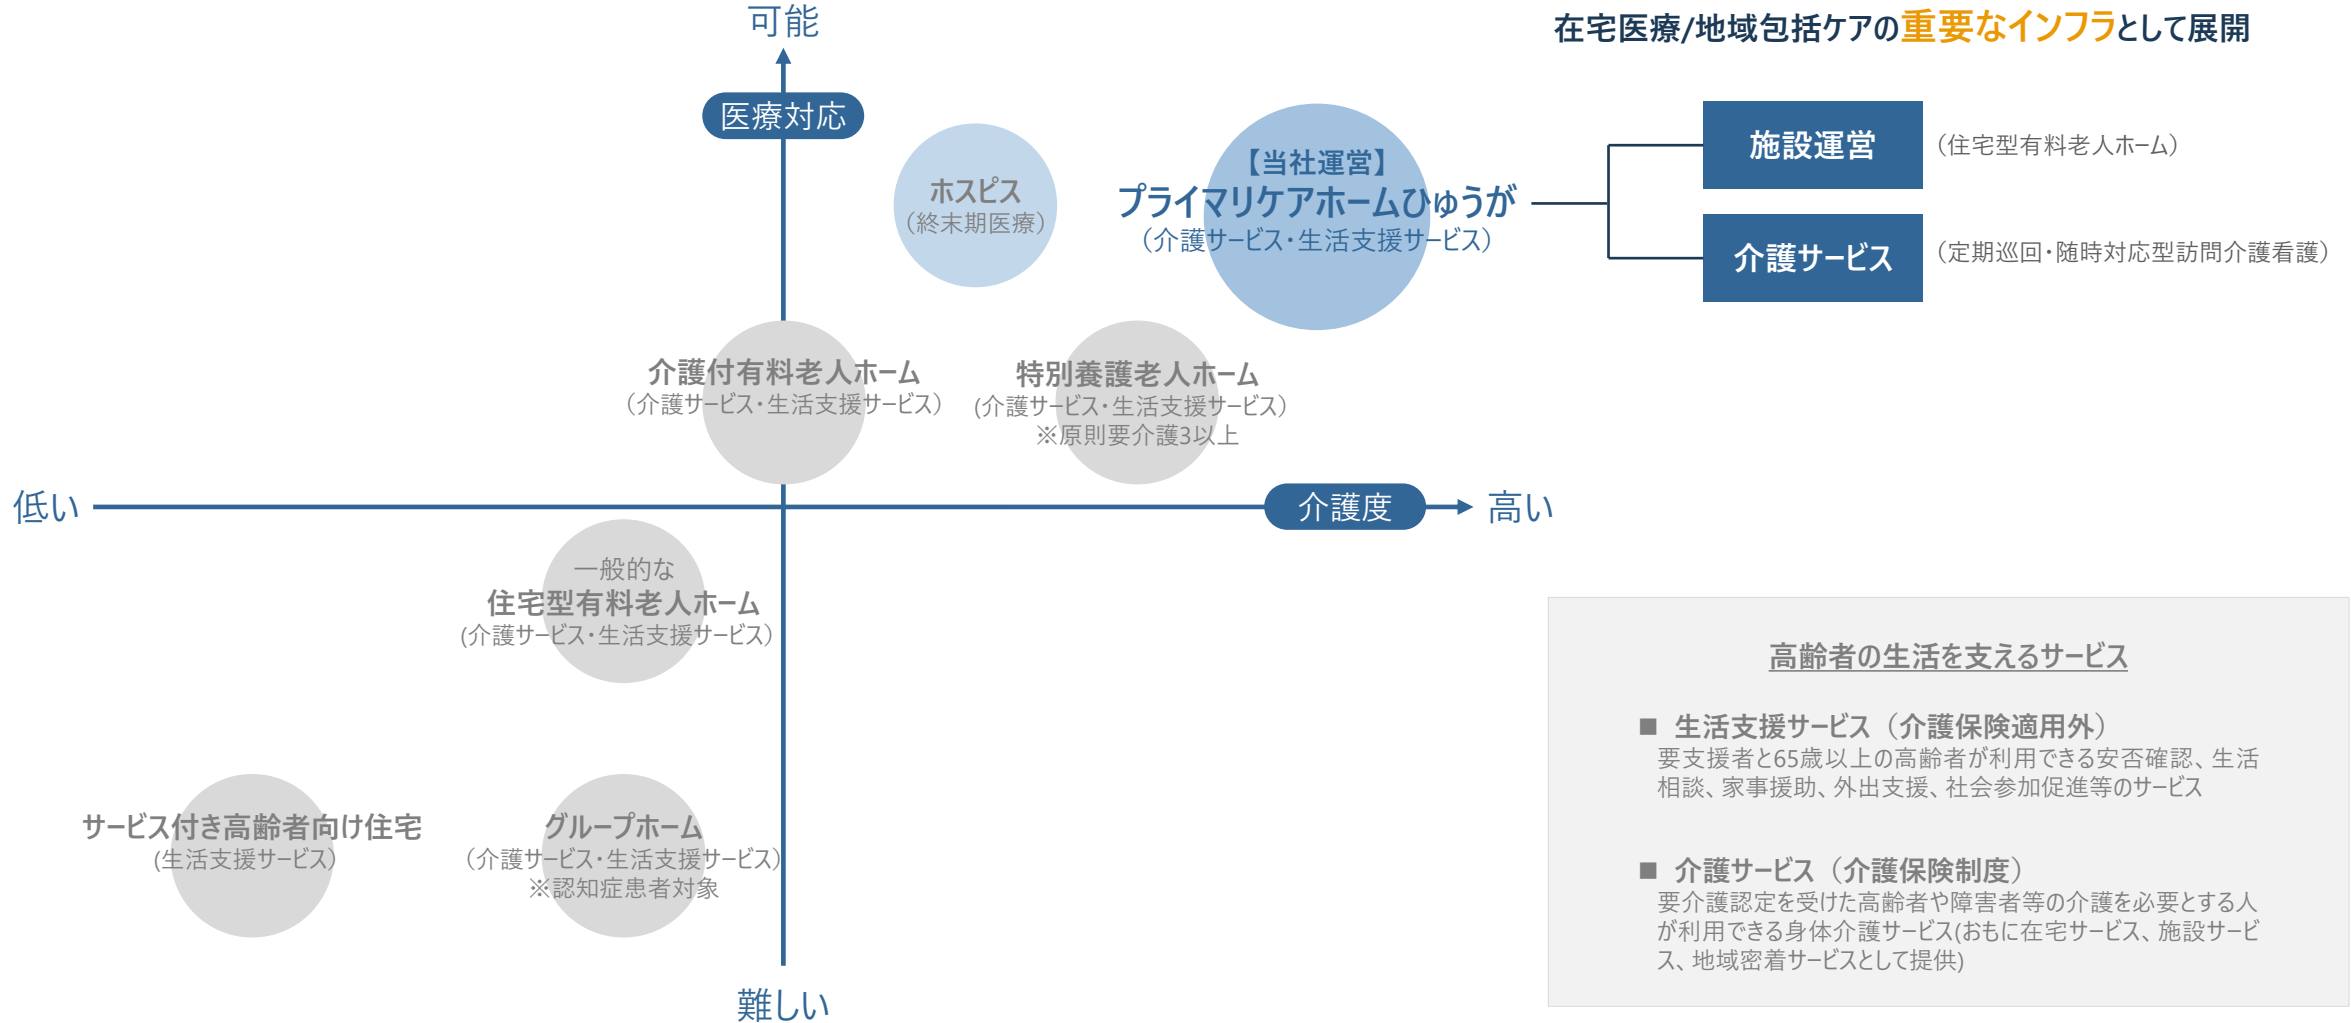 可能
在宅医療/地域包括ケアの重要なインフラとして展開
医療対応
ホスピス
（終末期医療）
【当社運営】
プライマリケアホームひゅうが
（介護サービス・生活支援サービス）
施設運営
（住宅型有料老人ホーム）
介護サービス
（定期巡回・随時対応型訪問介護看護）
介護付有料老人ホーム
（介護サービス・生活支援サービス）
特別養護老人ホーム
(介護サービス・生活支援サービス）
※原則要介護3以上
低い
介護度
高い
一般的な
住宅型有料老人ホーム
(介護サービス・生活支援サービス）
サービス付き高齢者向け住宅
(生活支援サービス）
グループホーム
（介護サービス・生活支援サービス）
※認知症患者対象
難しい
高齢者の生活を支えるサービス
■ 生活支援サービス（介護保険適用外）
要支援者と65歳以上の高齢者が利用できる安否確認、生活
相談、家事援助、外出支援、社会参加促進等のサービス
■ 介護サービス（介護保険制度）
要介護認定を受けた高齢者や障害者等の介護を必要とする人
が利用できる身体介護サービス(おもに在宅サービス、施設サービ
ス、地域密着サービスとして提供)